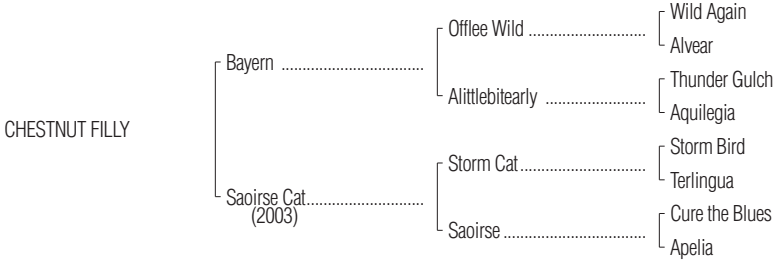 Wild Again
Offlee Wild ..............................
Alvear
Bayern .....................................
Thunder Gulch
Alittlebitearly .........................
Aquilegia
CHESTNUT FILLY
Storm Bird
Storm Cat................................
Terlingua
Saoirse Cat..............................
(2003)
Cure the Blues
Saoirse ....................................
Apelia